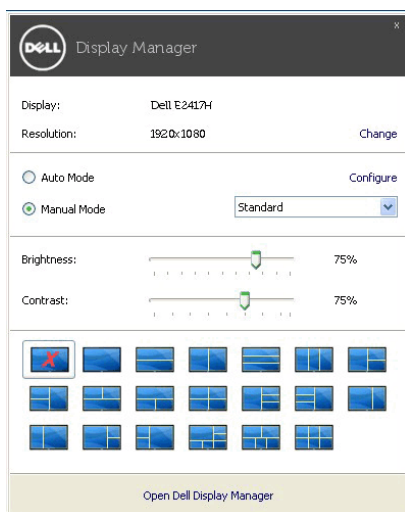 x
DELL Display Manager
Display: Dell E2417H
Resolution: 1920x1080 Change
Auto Mode Configure
Manual Mode Standard
Brightness: 75%
Contrast: 75%
Open Dell Display Manager